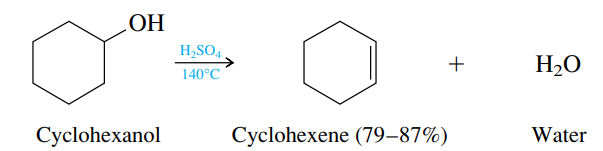 OH
H₂SO₄
140°C
+
H₂O
Cyclohexanol
Cyclohexene (79–87%)
Water